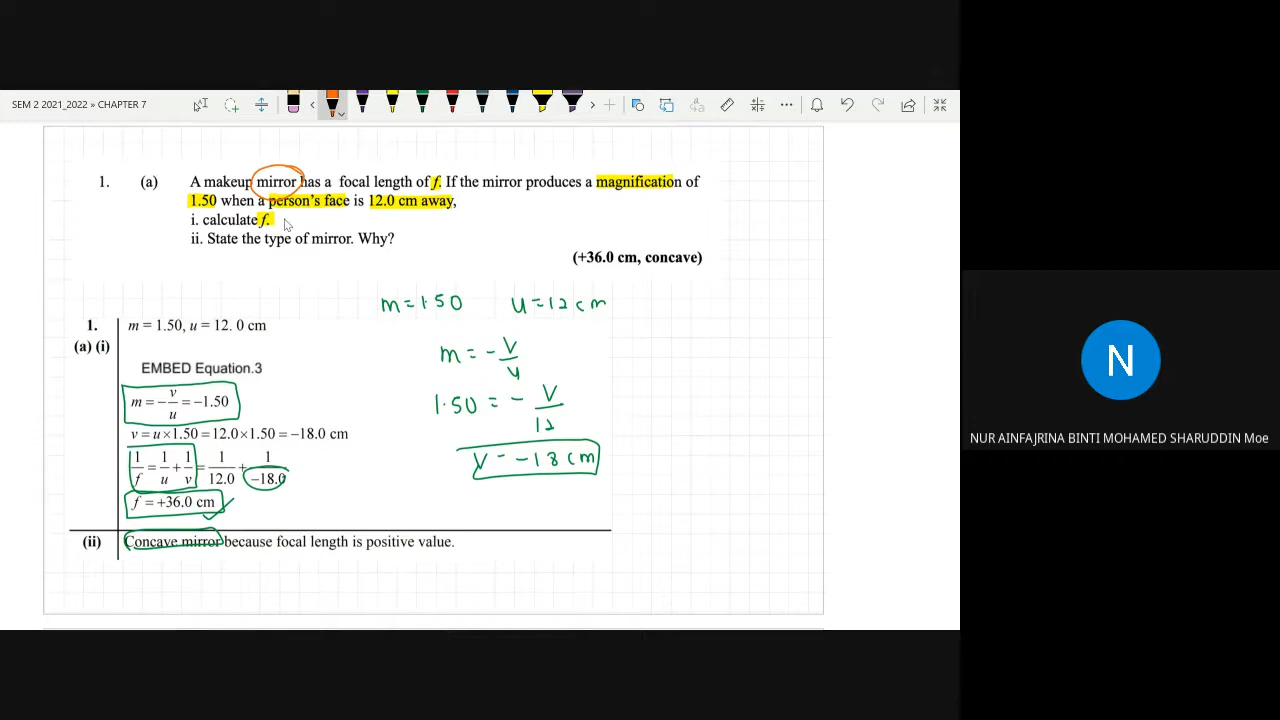 SEM 2 2021_2022 » CHAPTER 7
1. (a) A makeup mirror has a focal length of f. If the mirror produces a magnification of
1.50 when a person's face is 12.0 cm away,
i. calculate f.
ii. State the type of mirror. Why?
(+36.0 cm, concave)
m = 1.50 u = 12 cm
1. m = 1.50, u = 12. 0 cm
(a) (i)
EMBED Equation.3
m = - v/u
m = - v/u = -1.50
1.50 = - v/12
v = u × 1.50 = 12.0 × 1.50 = -18.0 cm
v = -18 cm
1/f = 1/u + 1/v = 1/12.0 + 1/-18.0
f = +36.0 cm
(ii) Concave mirror because focal length is positive value.
N
NUR AINFAJRINA BINTI MOHAMED SHARUDDIN Moe